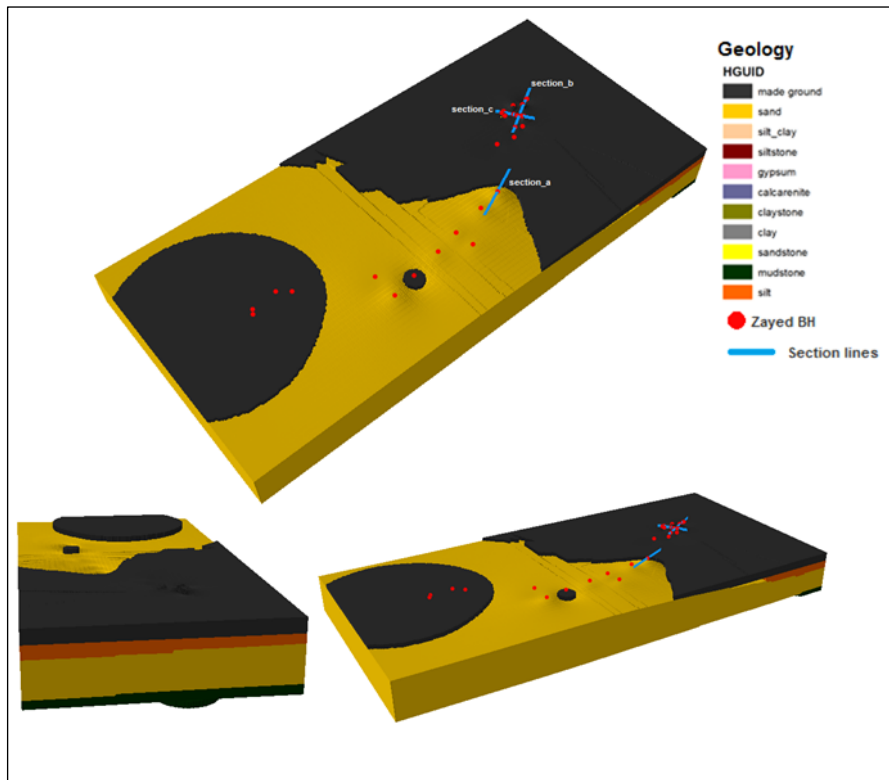 Geology
HGUID
made ground
sand
silt_clay
siltstone
gypsum
calcarenite
claystone
clay
sandstone
mudstone
silt
Zayed BH
Section lines
section_b
section_c
section_a